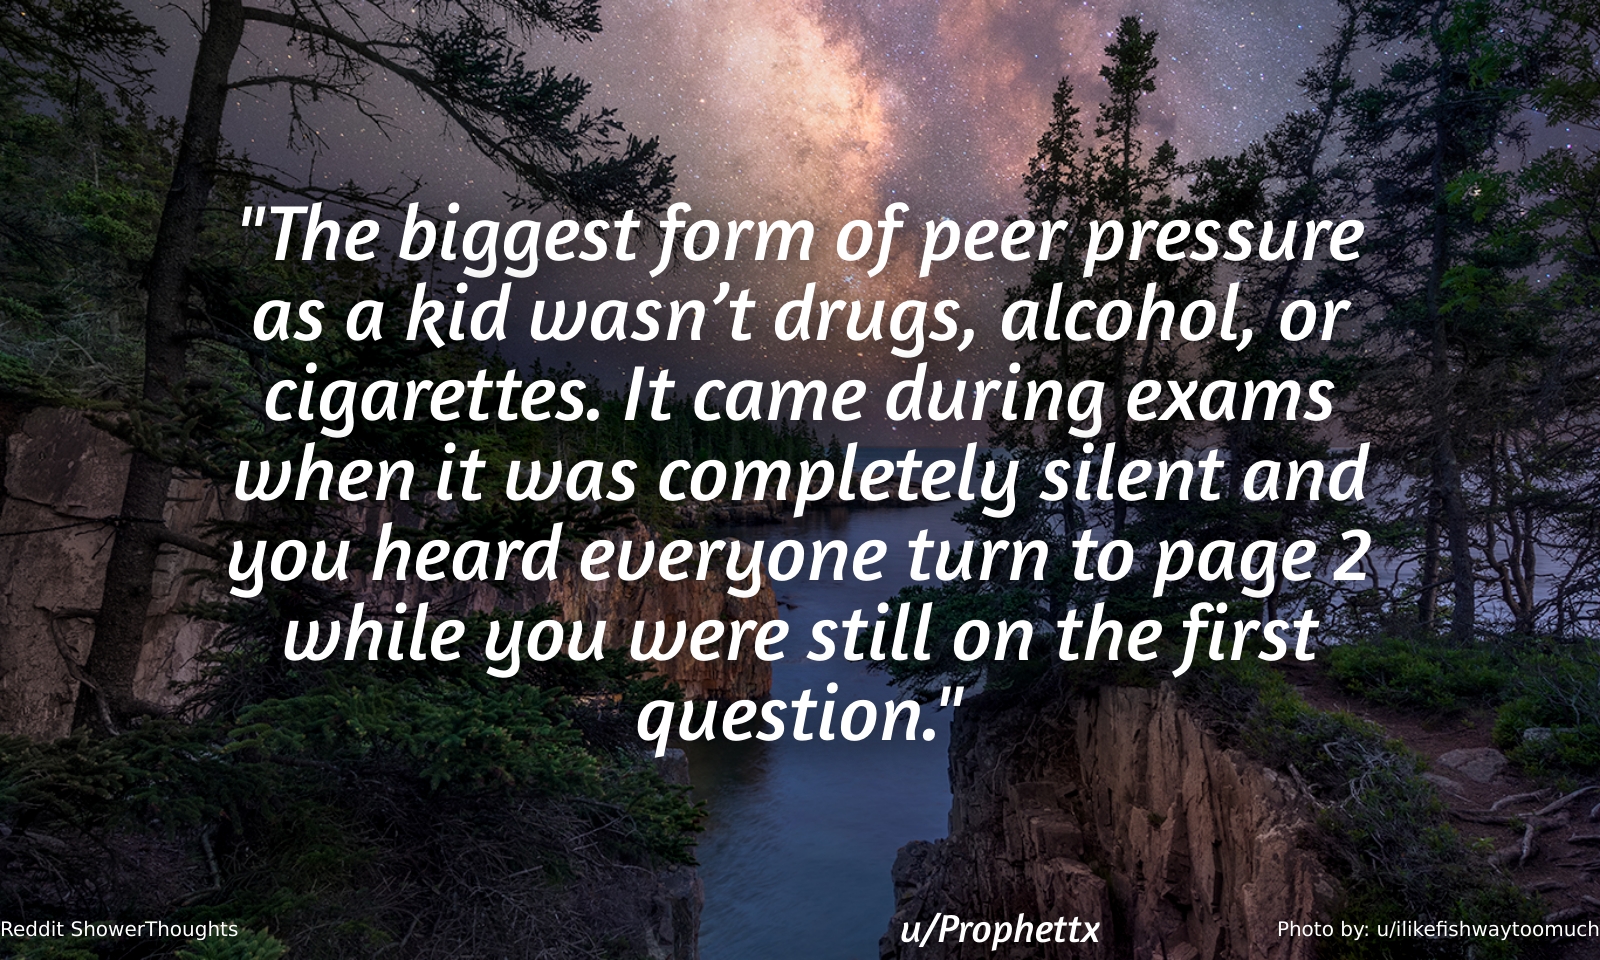 "The biggest form of peer pressure
as a kid wasn’t drugs, alcohol, or
cigarettes. It came during exams
when it was completely silent and
you heard everyone turn to page 2
while you were still on the first
question."
Reddit ShowerThoughts
u/Prophettx
Photo by: u/ilikefishwaytoomuch